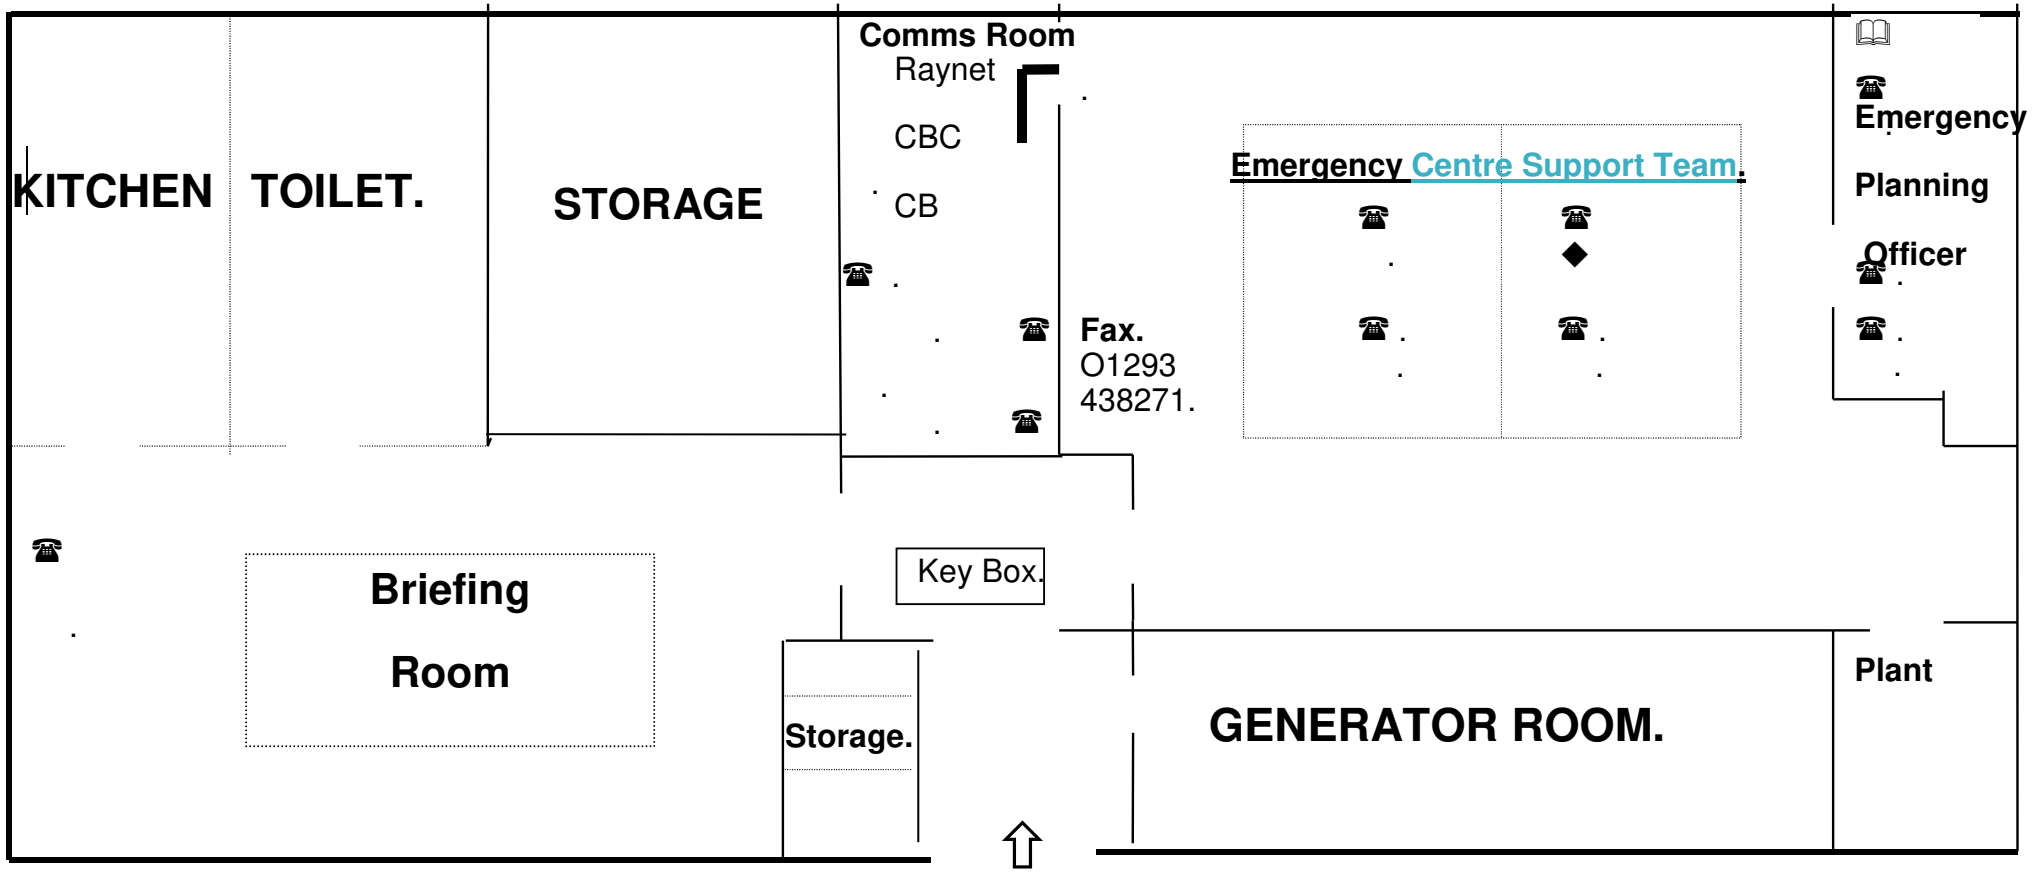 KITCHEN
TOILET.
STORAGE
Comms Room
Raynet
CBC
CB
Fax.
O1293
438271.
Emergency Centre Support Team.
Emergency
Planning
Officer
Briefing
Room
Key Box.
Storage.
GENERATOR ROOM.
Plant